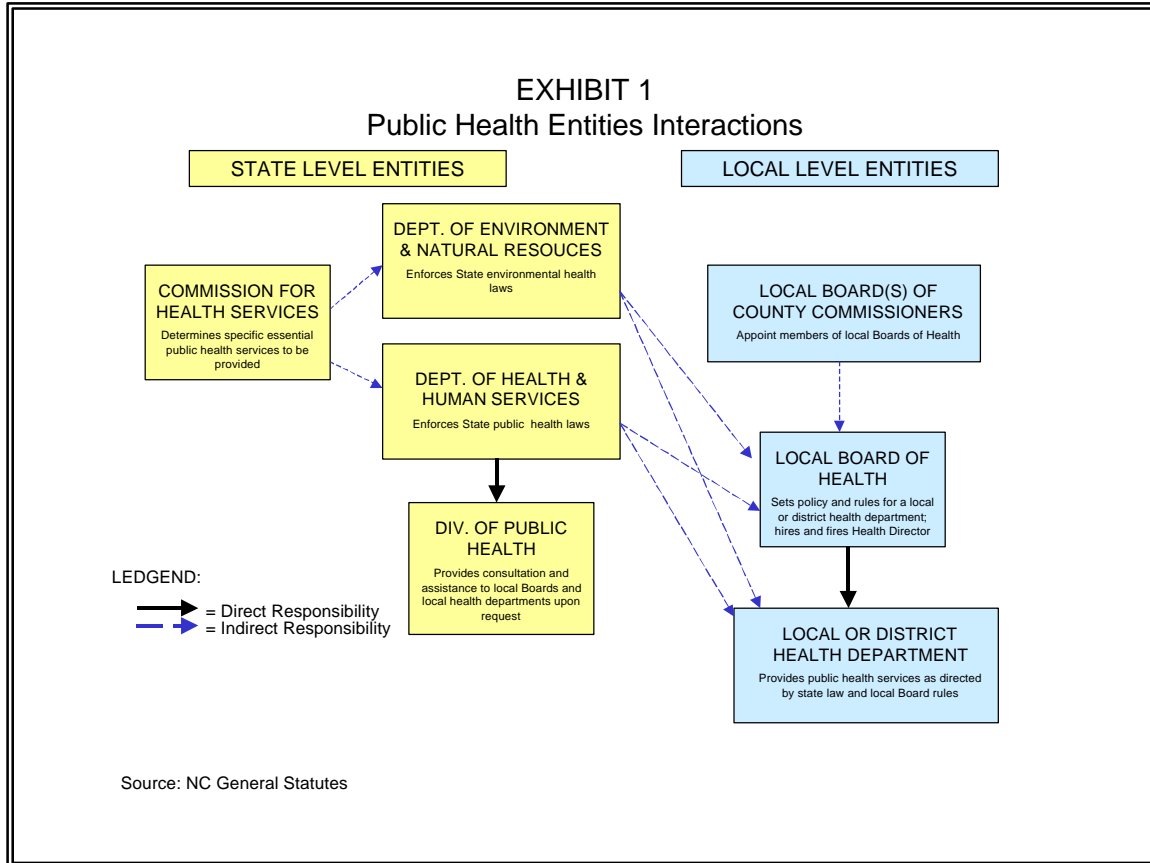 EXHIBIT 1
Public Health Entities Interactions
STATE LEVEL ENTITIES
LOCAL LEVEL ENTITIES
DEPT. OF ENVIRONMENT
& NATURAL RESOUCES
Enforces State environmental health
laws
COMMISSION FOR
HEALTH SERVICES
Determines specific essential
public health services to be
provided
LOCAL BOARD(S) OF
COUNTY COMMISSIONERS
Appoint members of local Boards of Health
DEPT. OF HEALTH &
HUMAN SERVICES
Enforces State public health laws
LOCAL BOARD OF
HEALTH
Sets policy and rules for a local
or district health department;
hires and fires Health Director
DIV. OF PUBLIC
HEALTH
Provides consultation and
assistance to local Boards and
local health departments upon
request
LEDGEND:
= Direct Responsibility
= Indirect Responsibility
LOCAL OR DISTRICT
HEALTH DEPARTMENT
Provides public health services as directed
by state law and local Board rules
Source: NC General Statutes